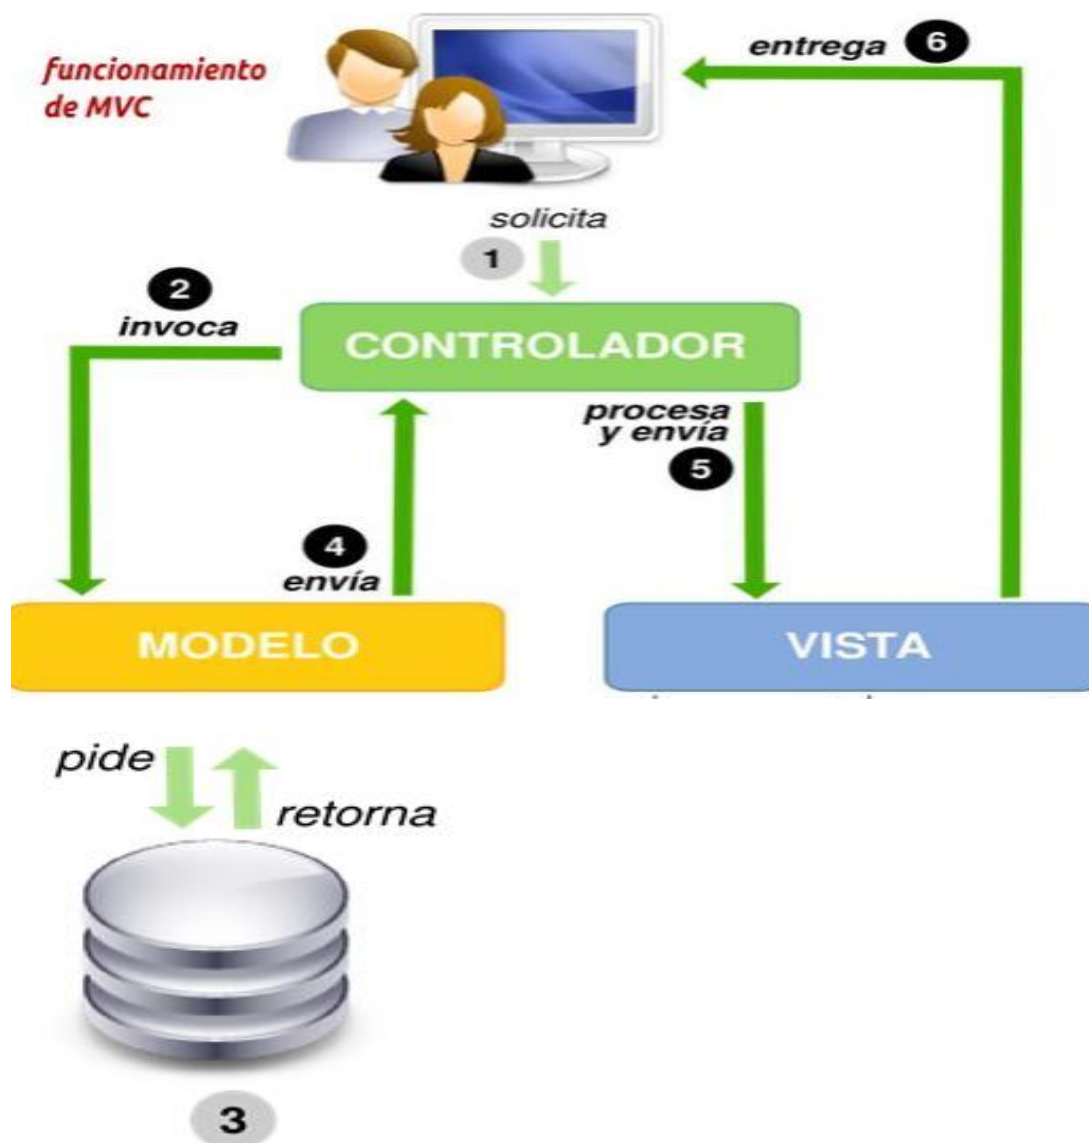 funcionamiento
de MVC
entrega 6
solicita
1
2
invoca
CONTROLADOR
procesa
y envía
5
4
envía
MODELO
VISTA
pide
retorna
3